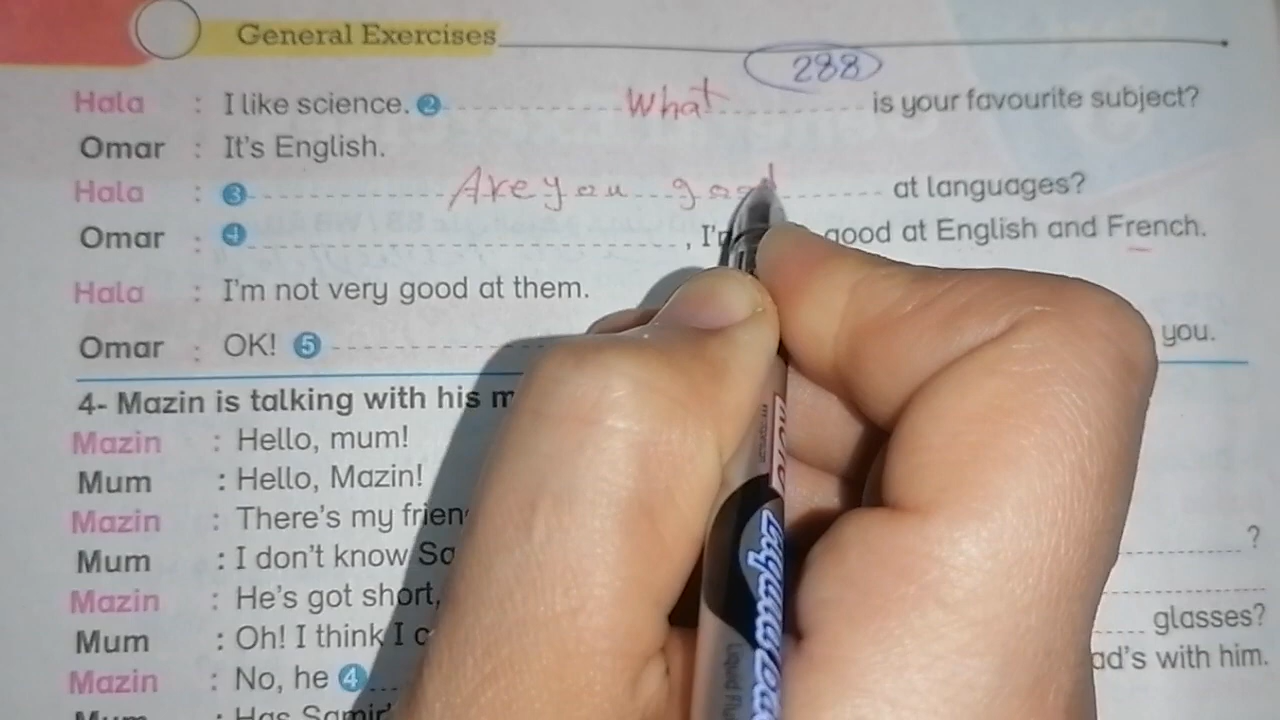 General Exercises
288
Hala : I like science. 2 What is your favourite subject?
Omar : It's English.
Hala : 3 Are you good at languages?
Omar : 4 , I'm good at English and French.
Hala : I'm not very good at them.
Omar : OK! 5 you.
4- Mazin is talking with his
Mazin : Hello, mum!
Mum : Hello, Mazin!
Mazin : There's my
Mum : I don't know ?
Mazin : He's got short,
Mum : Oh! I think I glasses?
Mazin : No, he 4 with him.
Mum : Has